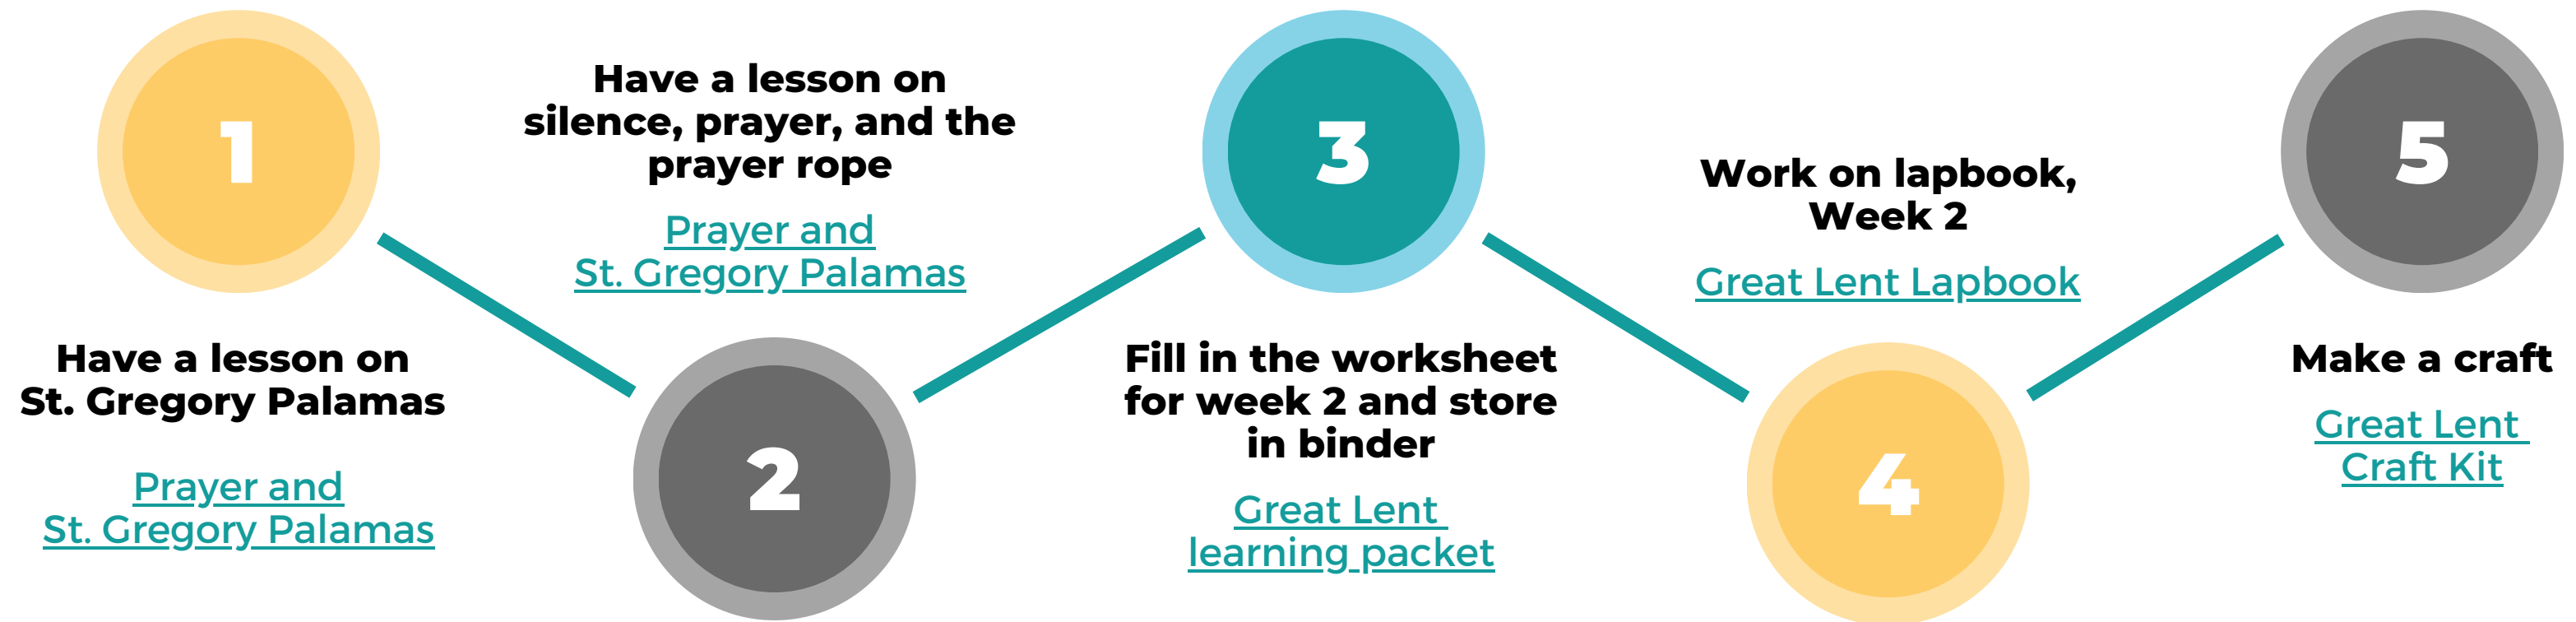 1
Have a lesson on
St. Gregory Palamas
Prayer and
St. Gregory Palamas
Have a lesson on
silence, prayer, and the
prayer rope
Prayer and
St. Gregory Palamas
2
3
Fill in the worksheet
for week 2 and store
in binder
Great Lent
learning packet
Work on lapbook,
Week 2
Great Lent Lapbook
4
5
Make a craft
Great Lent
Craft Kit